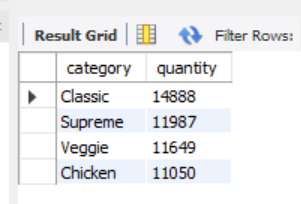 Result Grid Filter Rows:
category quantity
Classic 14888
Supreme 11987
Veggie 11649
Chicken 11050